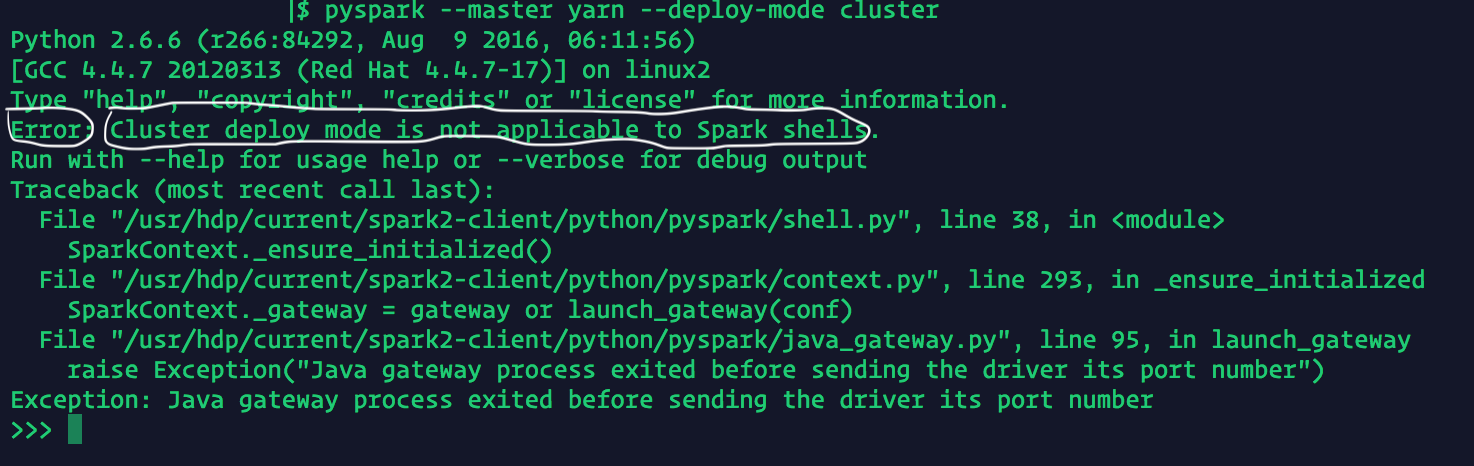 |$ pyspark --master yarn --deploy-mode cluster
Python 2.6.6 (r266:84292, Aug  9 2016, 06:11:56)
[GCC 4.4.7 20120313 (Red Hat 4.4.7-17)] on linux2
Type "help", "copyright", "credits" or "license" for more information.
Error: Cluster deploy mode is not applicable to Spark shells.
Run with --help for usage help or --verbose for debug output
Traceback (most recent call last):
  File "/usr/hdp/current/spark2-client/python/pyspark/shell.py", line 38, in <module>
    SparkContext._ensure_initialized()
  File "/usr/hdp/current/spark2-client/python/pyspark/context.py", line 293, in _ensure_initialized
    SparkContext._gateway = gateway or launch_gateway(conf)
  File "/usr/hdp/current/spark2-client/python/pyspark/java_gateway.py", line 95, in launch_gateway
    raise Exception("Java gateway process exited before sending the driver its port number")
Exception: Java gateway process exited before sending the driver its port number
>>>